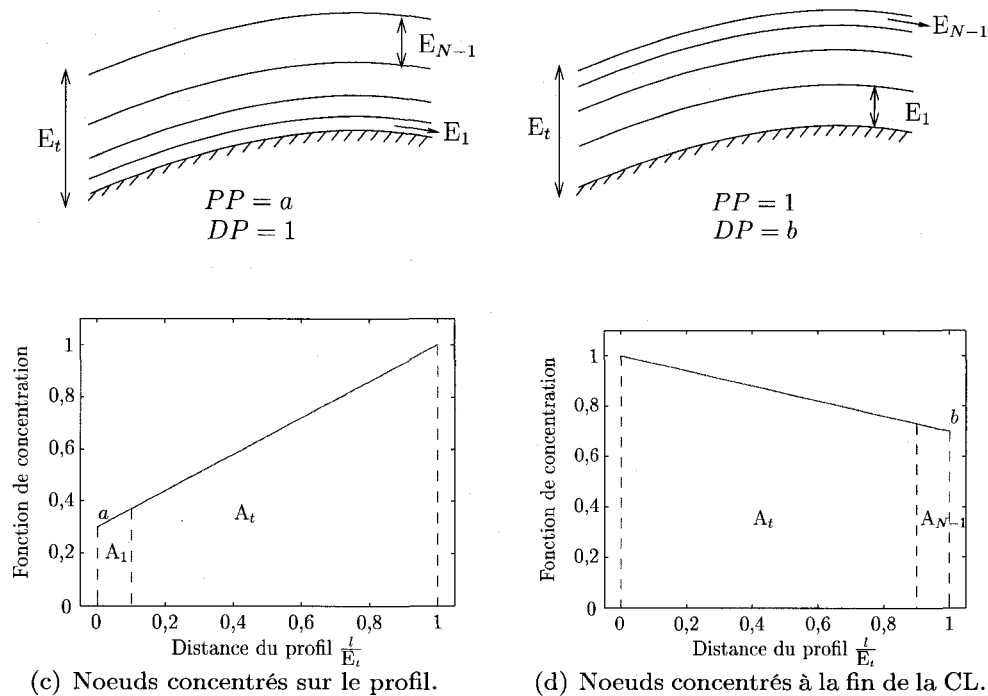 E_{N-1}
E_t
E_1
PP = a
DP = 1
E_{N-1}
E_t
E_1
PP = 1
DP = b
Fonction de concentration
1
0,8
0,6
0,4
0,2
0
a
A_1
A_t
0 0,2 0,4 0,6 0,8 1
Distance du profil \frac{l}{E_t}
(c) Noeuds concentrés sur le profil.
Fonction de concentration
1
0,8
0,6
0,4
0,2
0
b
A_t
A_{N-1}
0 0,2 0,4 0,6 0,8 1
Distance du profil \frac{l}{E_t}
(d) Noeuds concentrés à la fin de la CL.